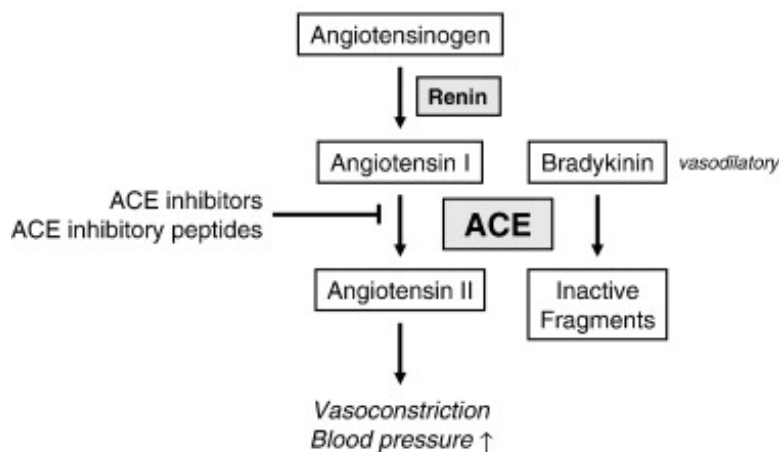 Angiotensinogen
Renin
Angiotensin I
Bradykinin
vasodilatory
ACE inhibitors
ACE inhibitory peptides
ACE
Angiotensin II
Inactive
Fragments
Vasoconstriction
Blood pressure ↑